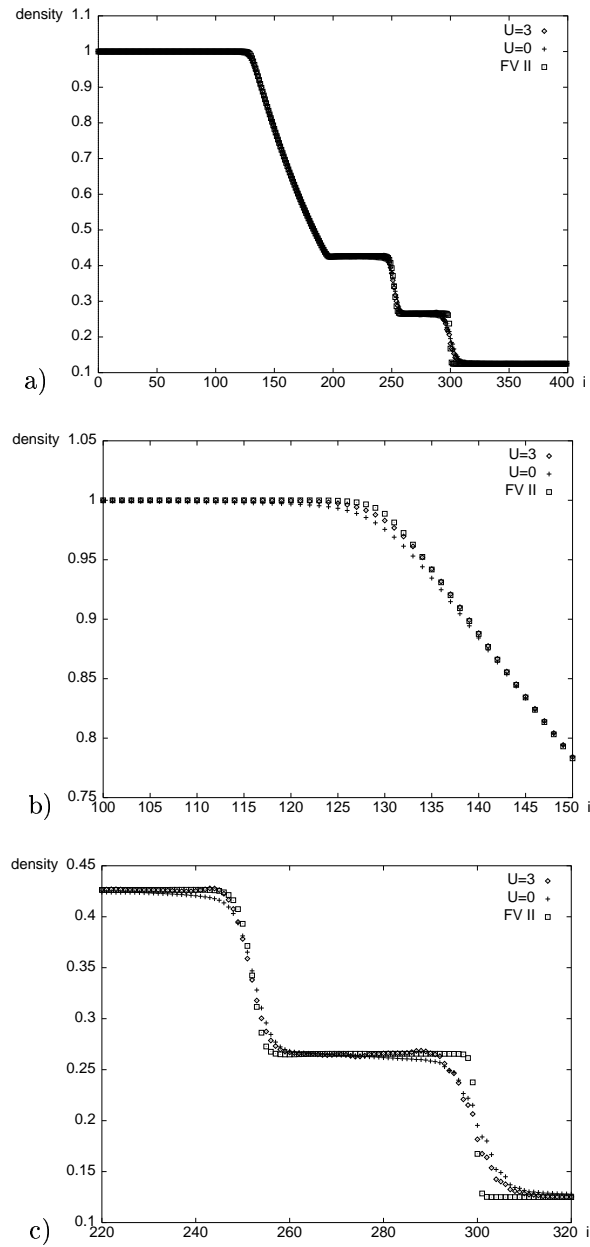 density 1.1
U=3
1
U=0
FV II
0.9
0.8
0.7
0.6
0.5
0.4
0.3
0.2
a) 0.1
0 50 100 150 200 250 300 350 400 i
density 1.05
U=3
U=0
1
FV II
0.95
0.9
0.85
0.8
b) 0.75
100 105 110 115 120 125 130 135 140 145 150 i
density 0.45
U=3
U=0
0.4
FV II
0.35
0.3
0.25
0.2
0.15
c) 0.1
220 240 260 280 300 320 i